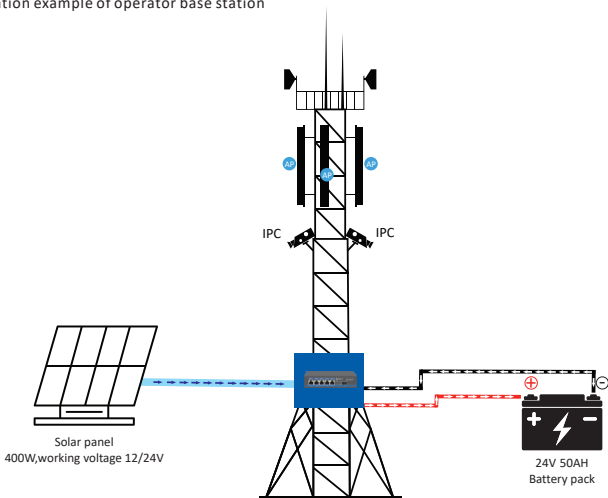 ation example of operator base station
AP
AP
AP
IPC
IPC
Solar panel
400W,working voltage 12/24V
24V 50AH
Battery pack